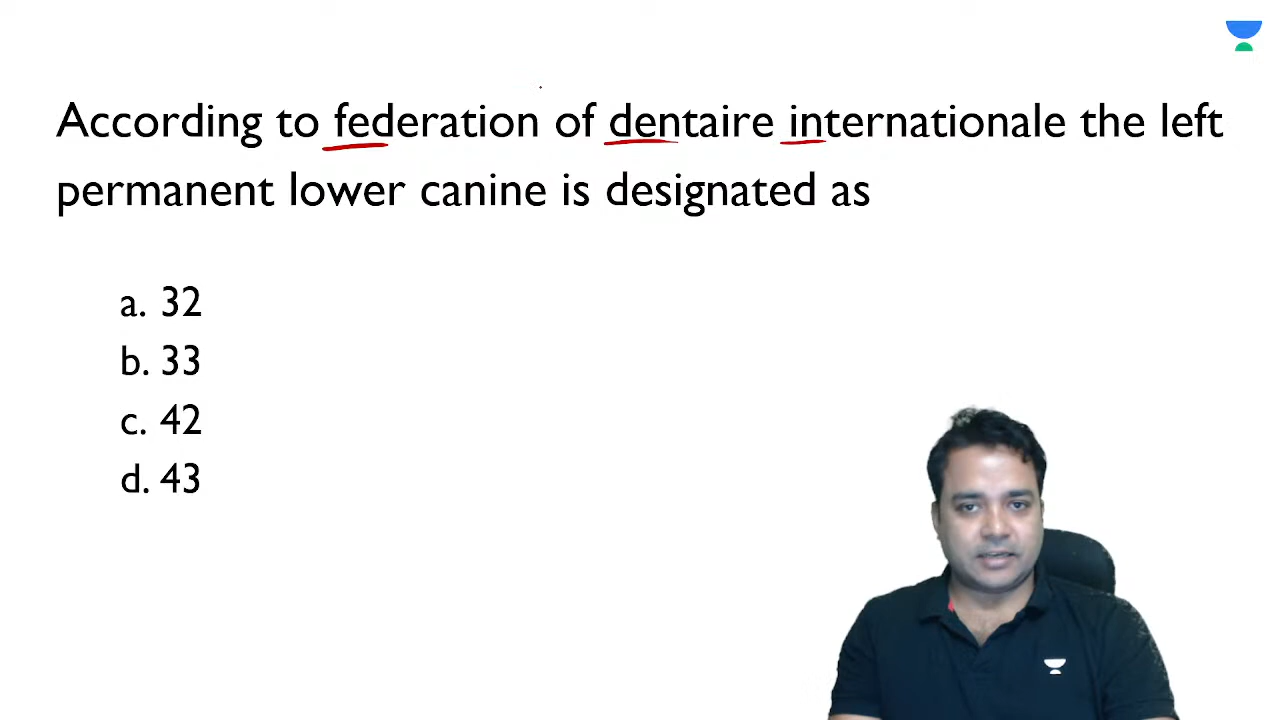 According to federation of dentaire internationale the left
permanent lower canine is designated as
a. 32
b. 33
c. 42
d. 43